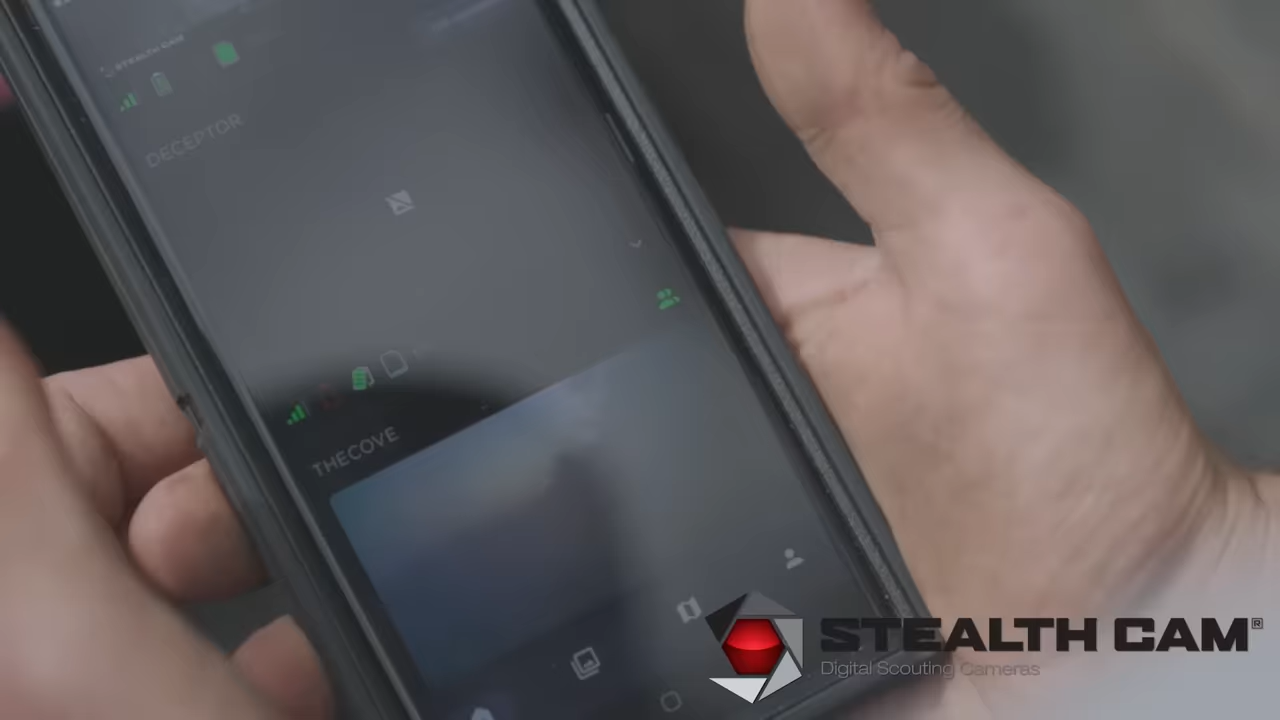 STEALTH CAM
DECEPTOR
THECOVE
STEALTH CAM®
Digital Scouting Cameras